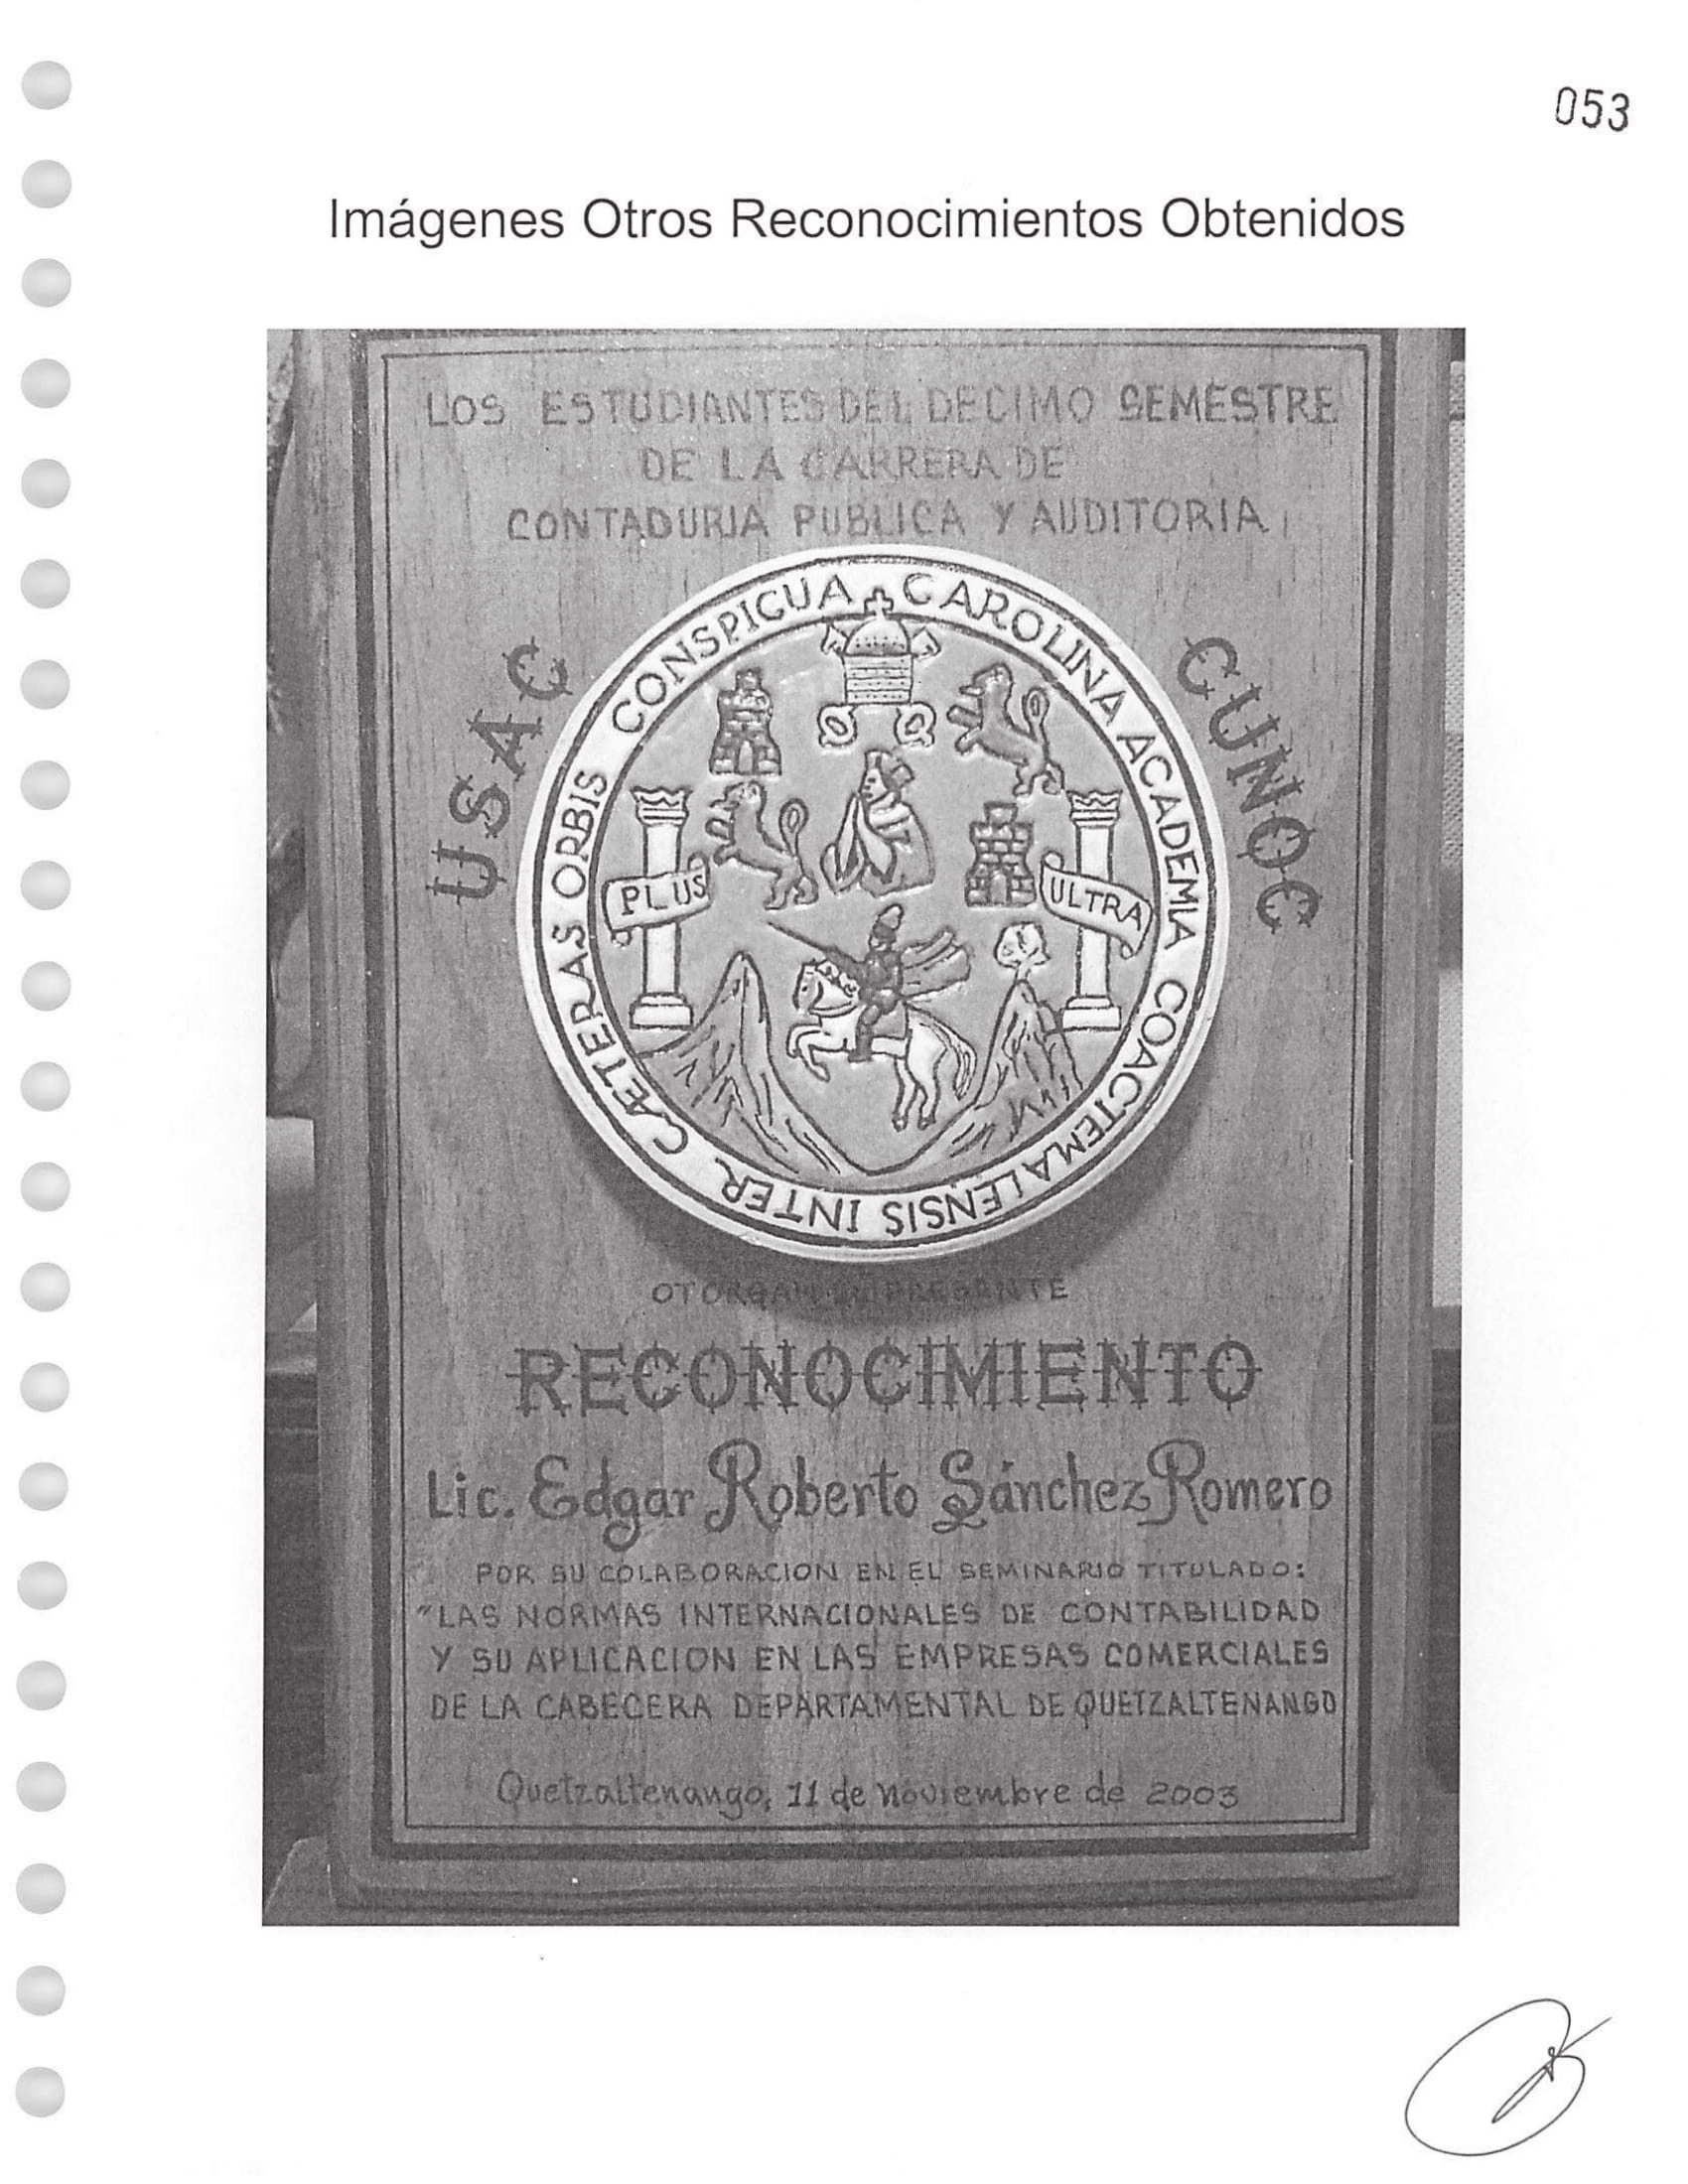 053
Imágenes Otros Reconocimientos Obtenidos
LOS ESTUDIANTES DEL DECIMO SEMESTRE
DE LA CARRERA DE
CONTADURIA PUBLICA Y AUDITORIA
USAC
CUNOC
CAROLINA ACADEMIA COACTEMALENSIS INTER CÆTERAS ORBIS CONSPICUA
PLUS
ULTRA
OTORGAN EL PRESENTE
RECONOCIMIENTO
Lic. Edgar Roberto Sánchez Romero
POR SU COLABORACION EN EL SEMINARIO TITULADO:
"LAS NORMAS INTERNACIONALES DE CONTABILIDAD
Y SU APLICACION EN LAS EMPRESAS COMERCIALES
DE LA CABECERA DEPARTAMENTAL DE QUETZALTENANGO
Quetzaltenango, 11 de Noviembre de 2003